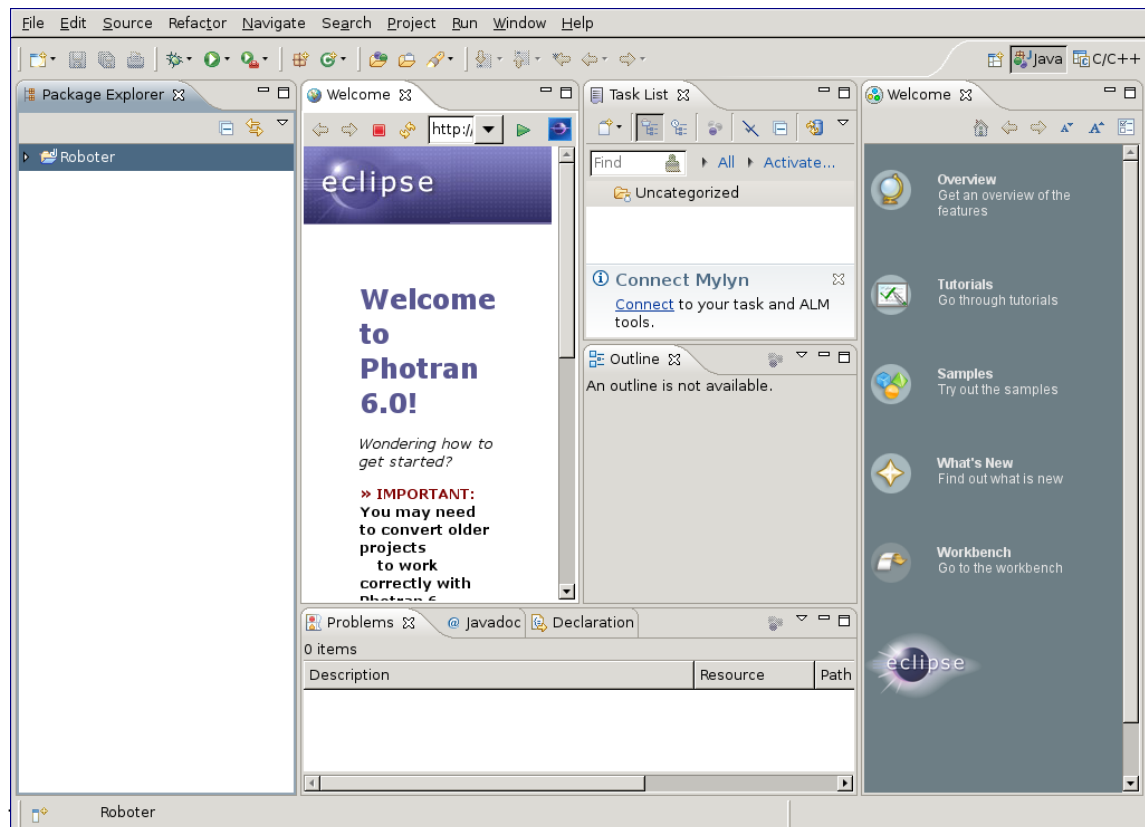 File Edit Source Refactor Navigate Search Project Run Window Help
Java C/C++
Package Explorer
Roboter
Welcome
http:/
eclipse
Welcome
to
Photran
6.0!
Wondering how to
get started?
» IMPORTANT:
You may need
to convert older
projects
to work
correctly with
Photran 6
Task List
Find All Activate...
Uncategorized
Connect Mylyn
Connect to your task and ALM
tools.
Outline
An outline is not available.
Problems @ Javadoc Declaration
0 items
Description Resource Path
Welcome
Overview
Get an overview of the
features
Tutorials
Go through tutorials
Samples
Try out the samples
What's New
Find out what is new
Workbench
Go to the workbench
eclipse
Roboter